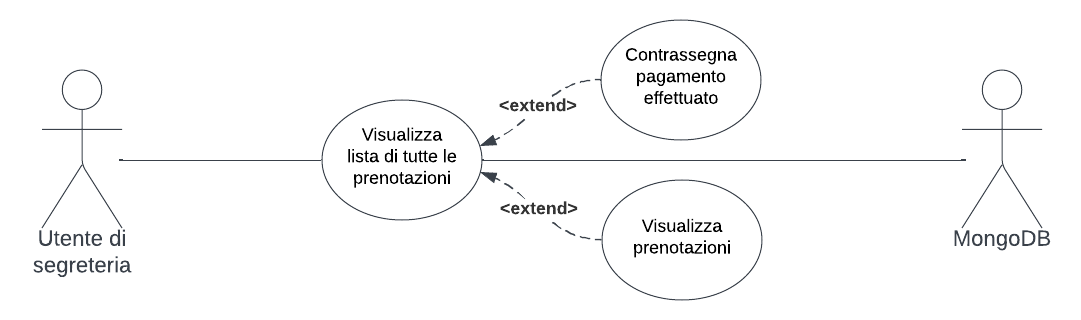 Contrassegna
pagamento
effettuato
<extend>
Visualizza
lista di tutte le
prenotazioni
<extend>
Visualizza
prenotazioni
Utente di
segreteria
MongoDB